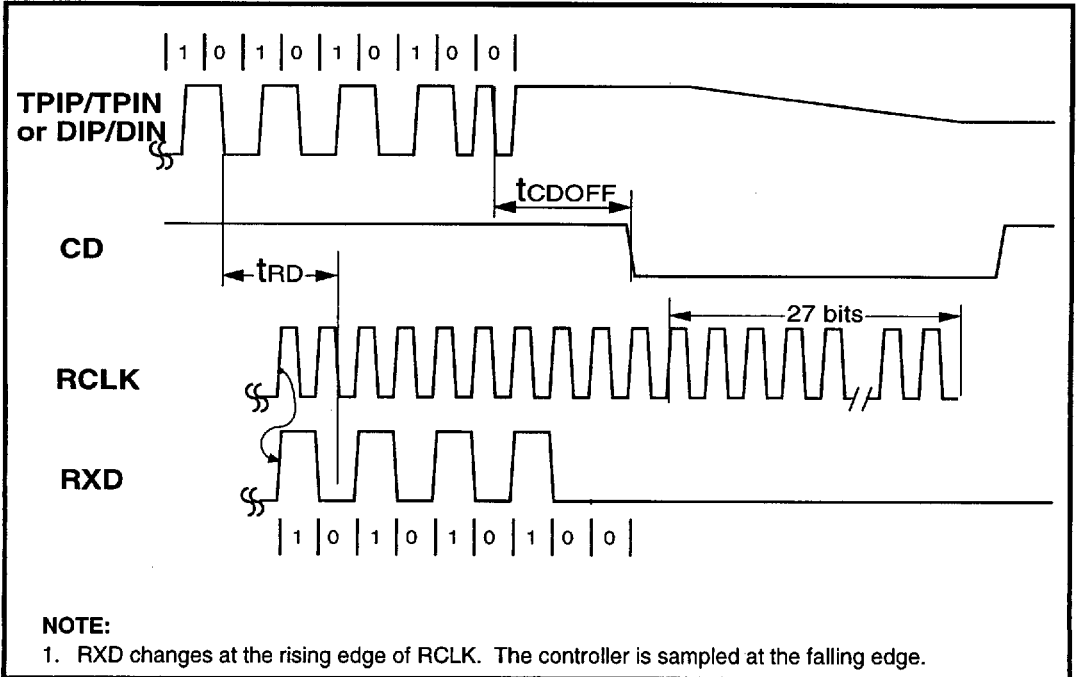 1 0 1 0 1 0 1 0 0
TPIP/TPIN
or DIP/DIN
tCDOFF
CD
tRD
27 bits
RCLK
RXD
1 0 1 0 1 0 1 0 0
NOTE:
1. RXD changes at the rising edge of RCLK. The controller is sampled at the falling edge.